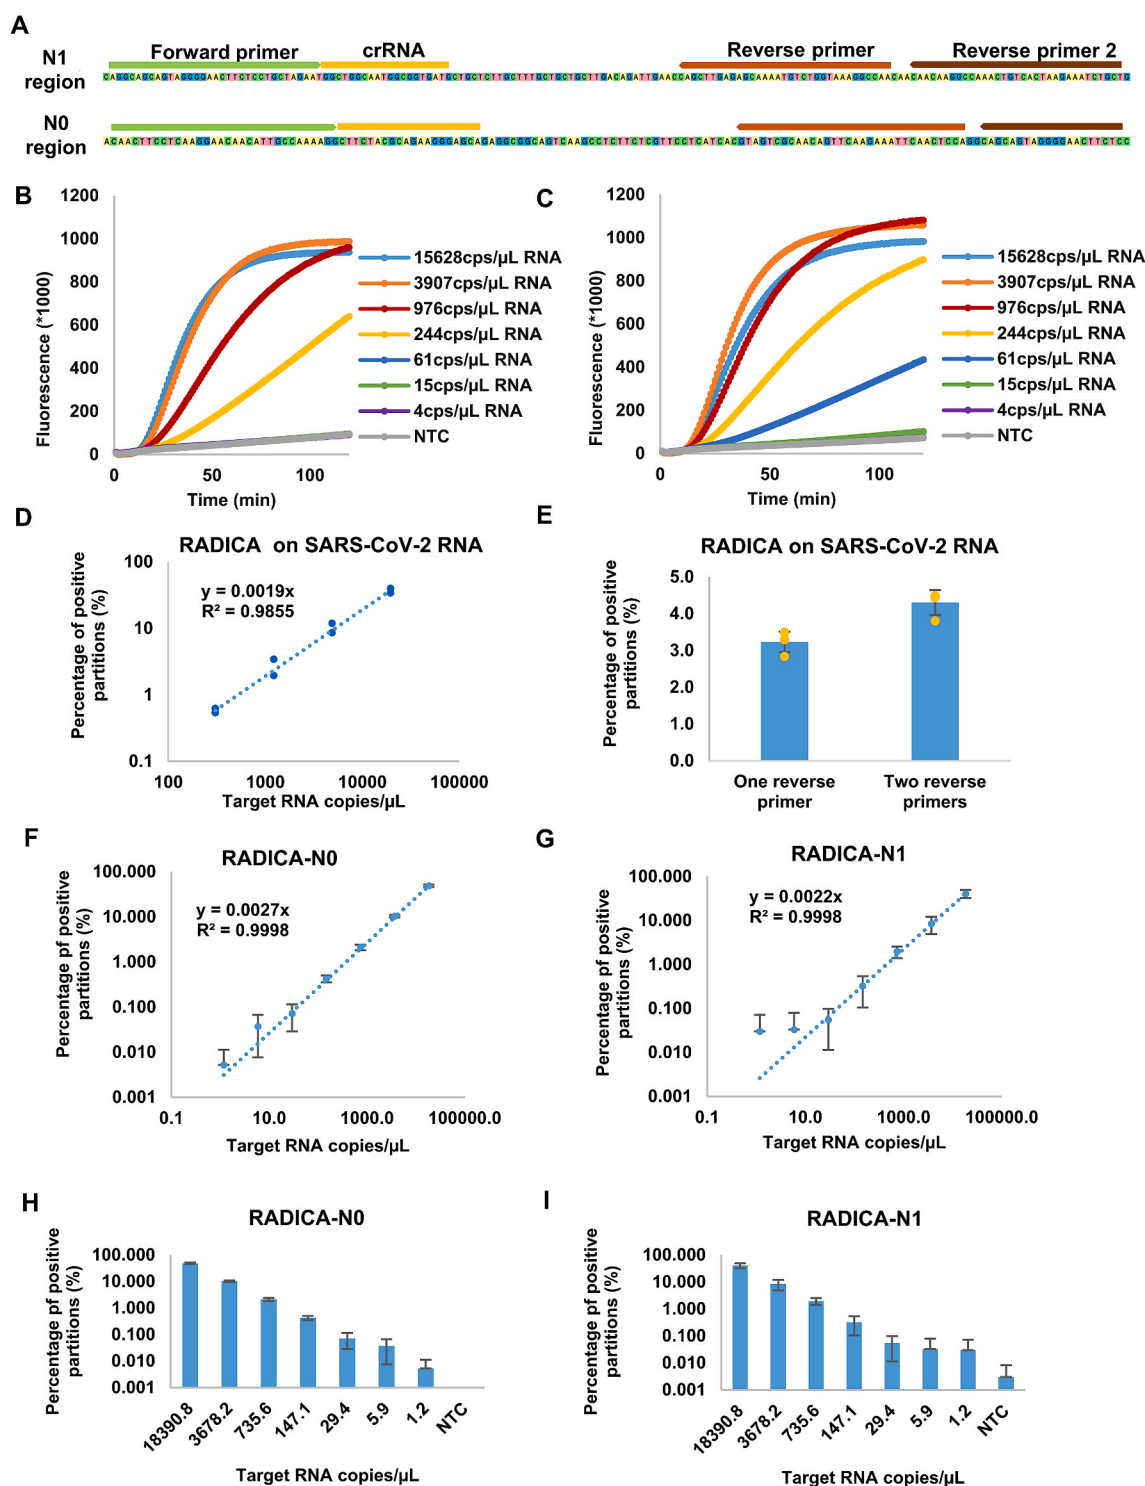 A
N1 region
Forward primer
crRNA
Reverse primer
Reverse primer 2
N0 region
B
Fluorescence (*1000)
1200
1000
800
600
400
200
0
0 50 100
Time (min)
15628cps/µL RNA
3907cps/µL RNA
976cps/µL RNA
244cps/µL RNA
61cps/µL RNA
15cps/µL RNA
4cps/µL RNA
NTC
C
Fluorescence (*1000)
1200
1000
800
600
400
200
0
0 50 100
Time (min)
15628cps/µL RNA
3907cps/µL RNA
976cps/µL RNA
244cps/µL RNA
61cps/µL RNA
15cps/µL RNA
4cps/µL RNA
NTC
D
RADICA on SARS-CoV-2 RNA
Percentage of positive
partitions (%)
y = 0.0019x
R² = 0.9855
100
10
1
0.1
100 1000 10000 100000
Target RNA copies/µL
E
RADICA on SARS-CoV-2 RNA
Percentage of positive
partitions (%)
5.0
4.0
3.0
2.0
1.0
0.0
One reverse
primer
Two reverse
primers
F
RADICA-N0
Percentage pf positive
partitions (%)
y = 0.0027x
R² = 0.9998
100.000
10.000
1.000
0.100
0.010
0.001
0.1 10.0 1000.0 100000.0
Target RNA copies/µL
G
RADICA-N1
Percentage pf positive
partitions (%)
y = 0.0022x
R² = 0.9998
100.000
10.000
1.000
0.100
0.010
0.001
0.1 10.0 1000.0 100000.0
Target RNA copies/µL
H
RADICA-N0
Percentage pf positive
partitions (%)
100.000
10.000
1.000
0.100
0.010
0.001
18390.8 3678.2 735.6 147.1 29.4 5.9 1.2 NTC
Target RNA copies/µL
I
RADICA-N1
Percentage pf positive
partitions (%)
100.000
10.000
1.000
0.100
0.010
0.001
18390.8 3678.2 735.6 147.1 29.4 5.9 1.2 NTC
Target RNA copies/µL